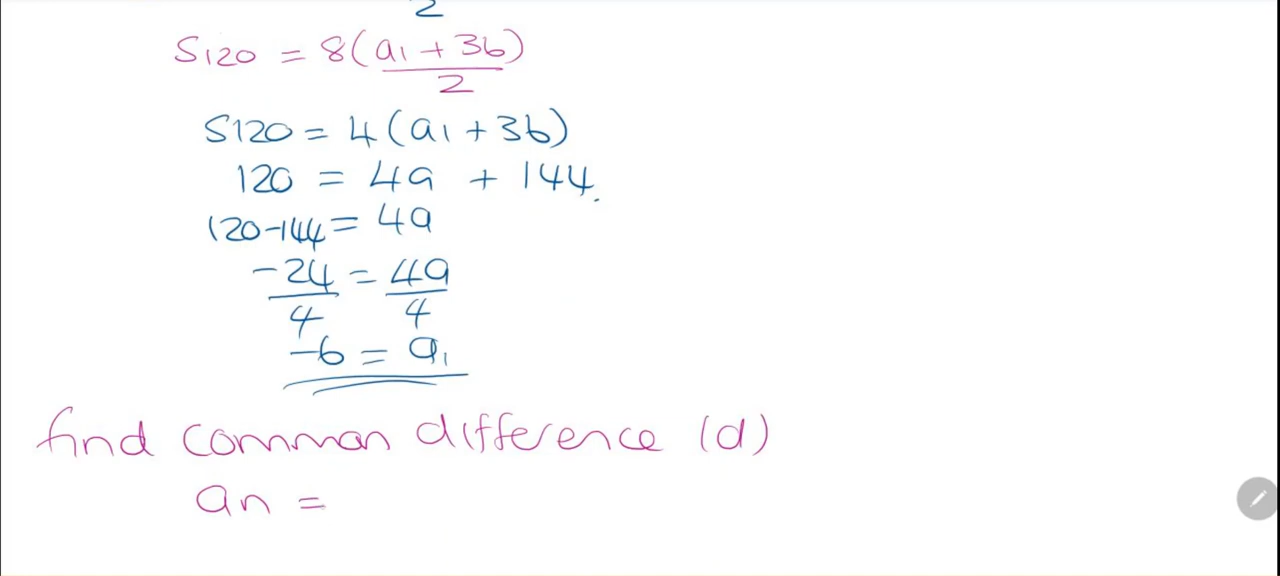 2
S120 = 8(a1 + 36)
2
S120 = 4(a1 + 36)
120 = 4a + 144.
120-144 = 4a
-24 = 4a
4 4
-6 = a1
find common difference (d)
an =